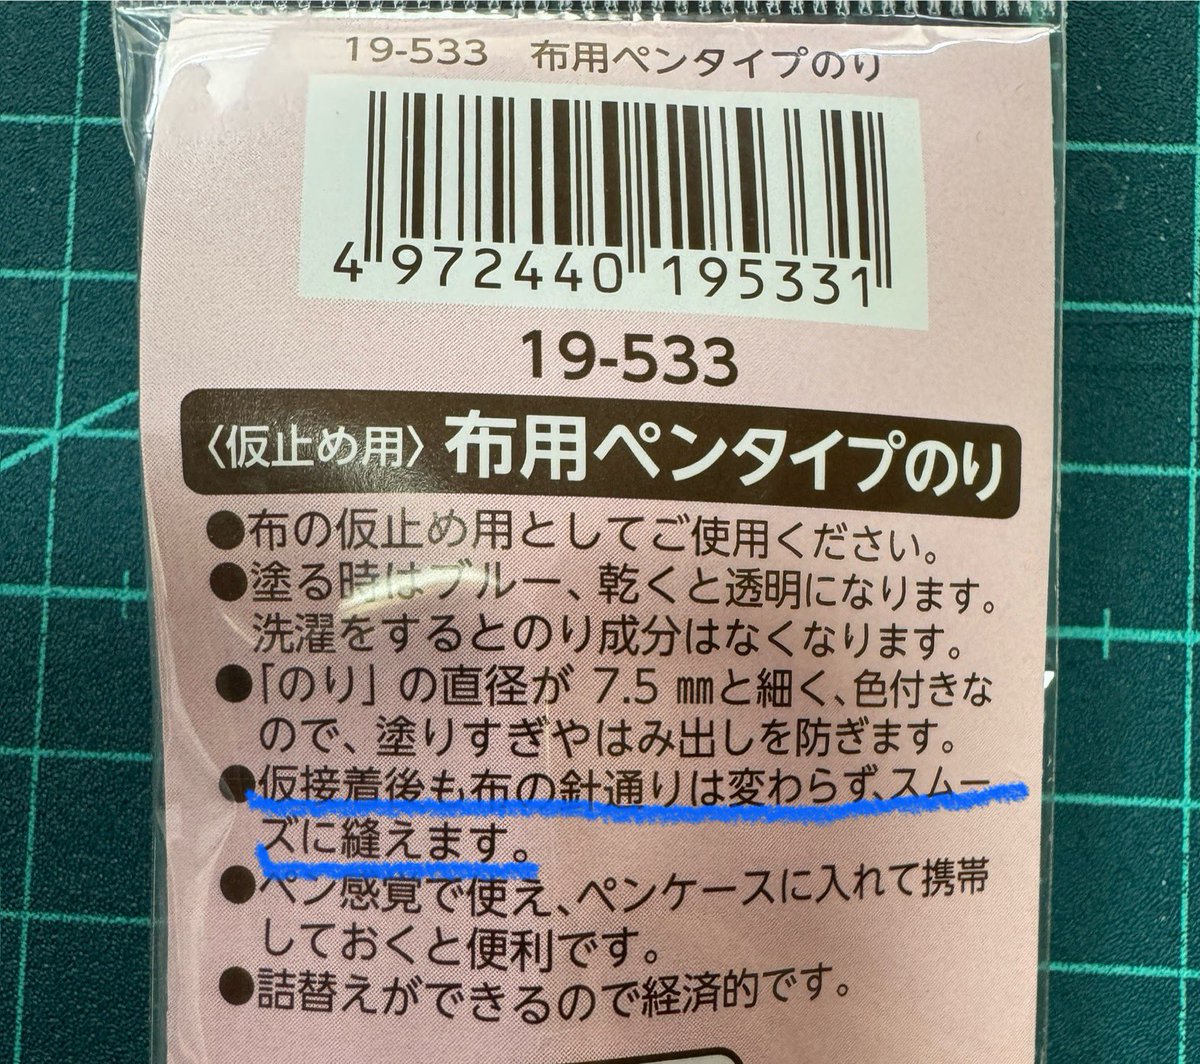 19-533 布用ペンタイプのり
4 972440 195331
19-533
〈仮止め用〉布用ペンタイプのり
●布の仮止め用としてご使用ください。
●塗る時はブルー、乾くと透明になります。
洗濯をするとのり成分はなくなります。
●「のり」の直径が 7.5 ㎜と細く、色付きな
ので、塗りすぎやはみ出しを防ぎます。
●仮接着後も布の針通りは変わらず、スムー
ズに縫えます。
●ペン感覚で使え、ペンケースに入れて携帯
しておくと便利です。
●詰替えができるので経済的です。